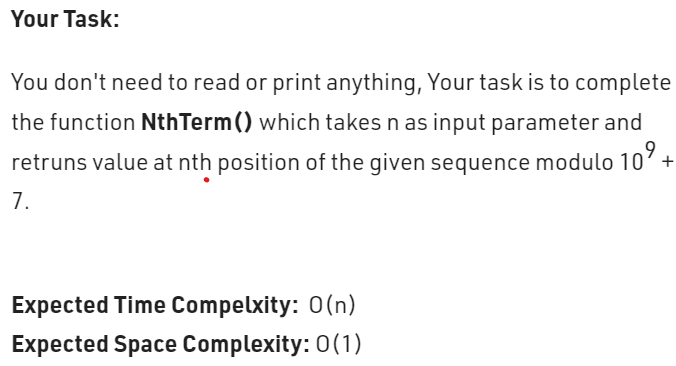 Your Task:
You don't need to read or print anything, Your task is to complete
the function NthTerm() which takes n as input parameter and
retruns value at nth position of the given sequence modulo 10^9 +
7.
Expected Time Compelxity: O(n)
Expected Space Complexity: O(1)